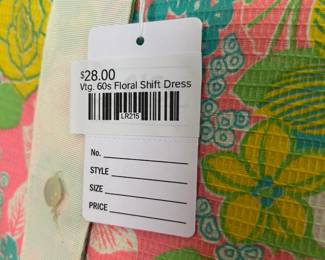 $28.00
Vtg. 60s Floral Shift Dress
LR215
No.
STYLE
SIZE
PRICE